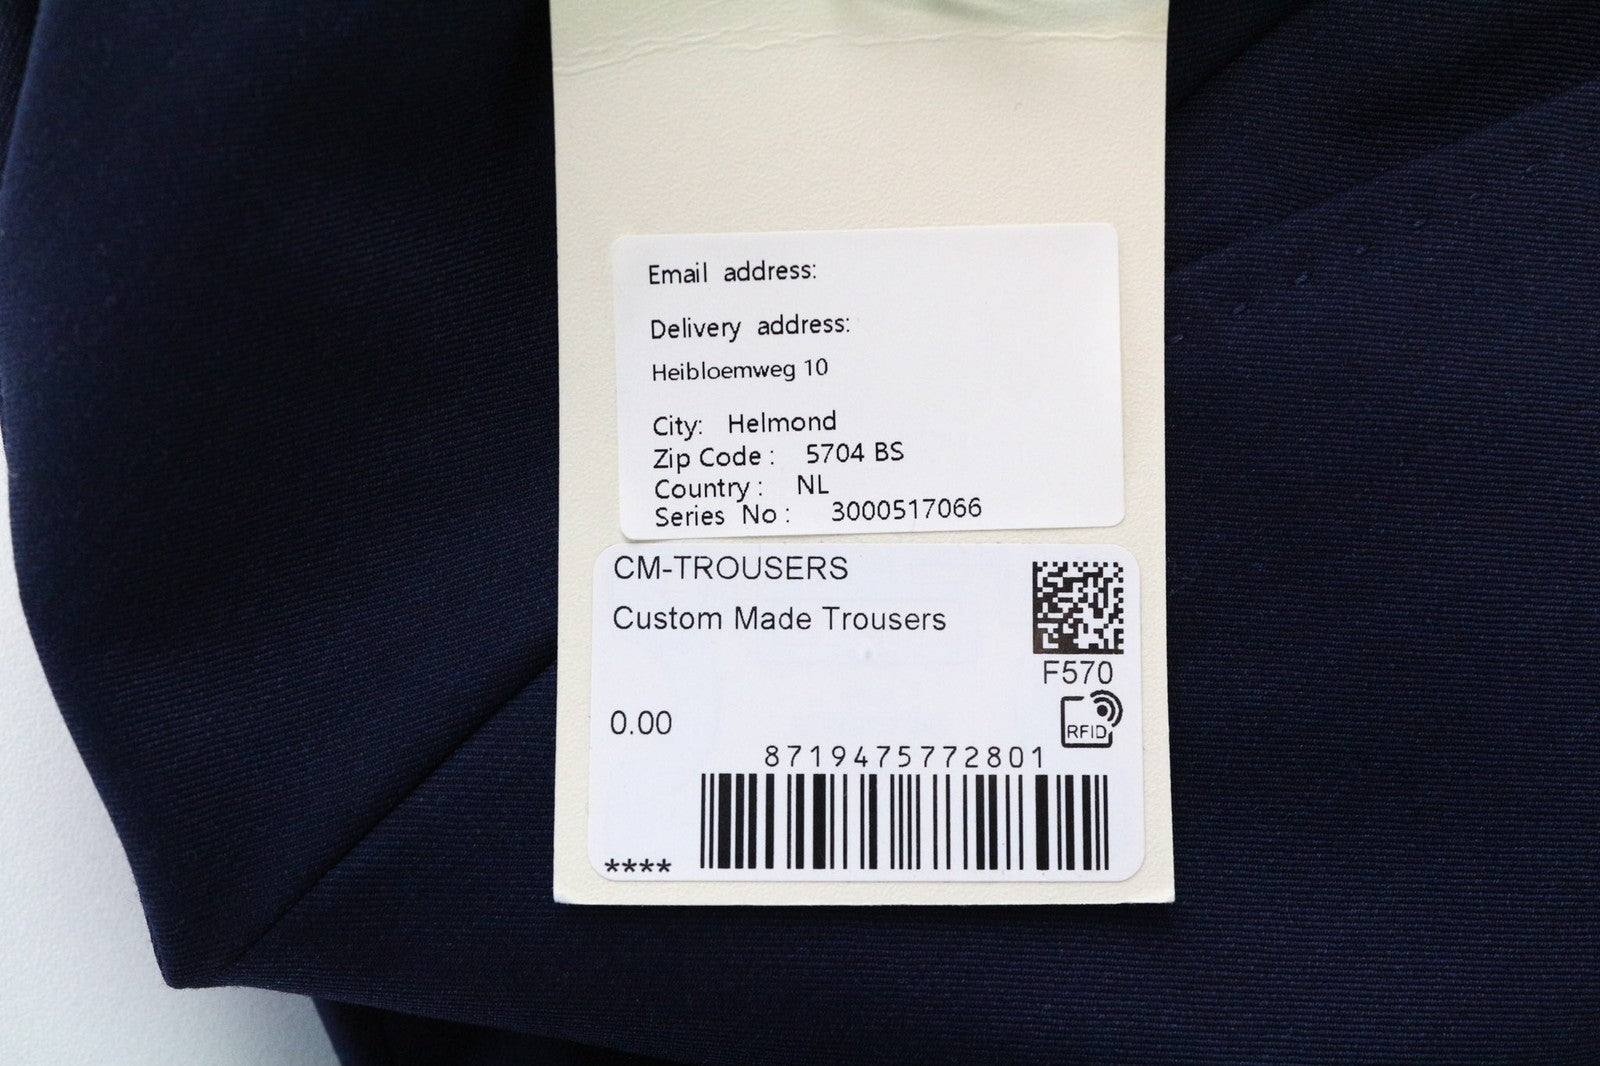 Email address:
Delivery address:
Heibloemweg 10
City: Helmond
Zip Code : 5704 BS
Country : NL
Series No : 3000517066
CM-TROUSERS
Custom Made Trousers
F570
RFID
0.00
8719475772801
****